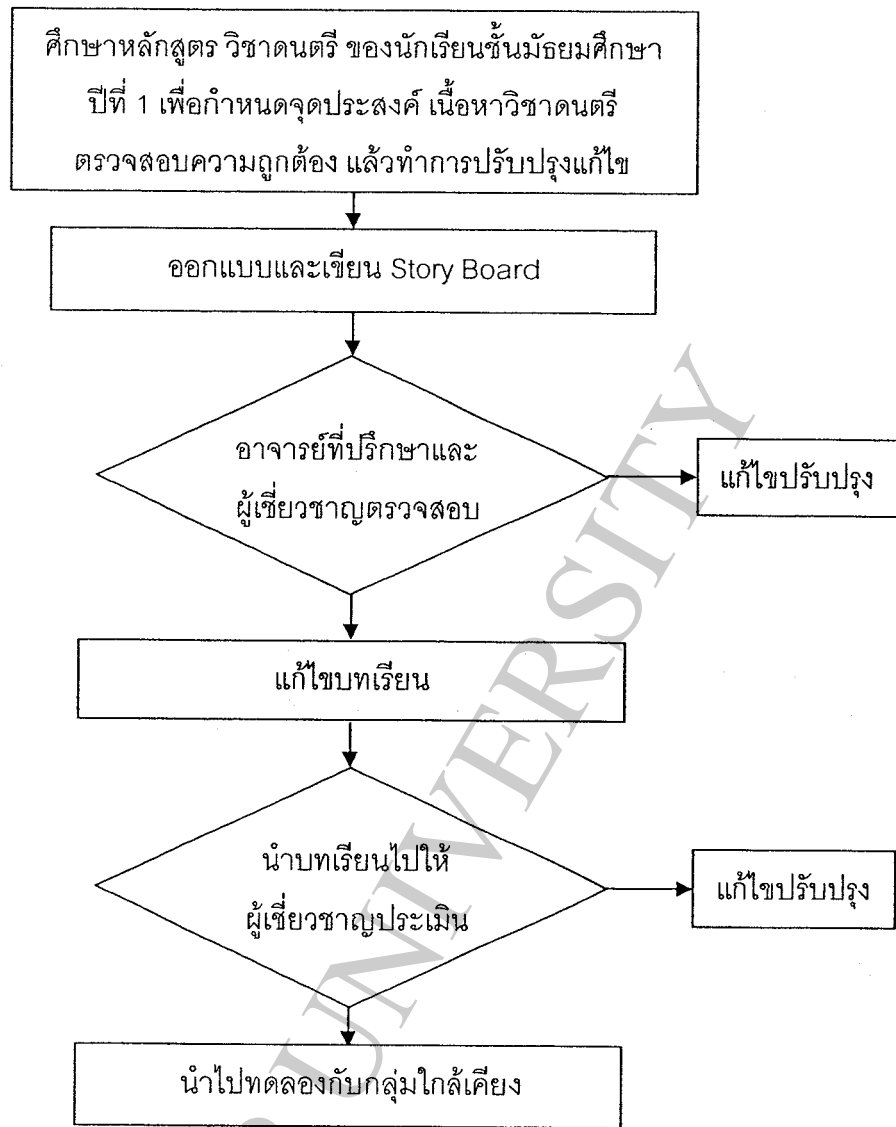 ศึกษาหลักสูตร วิชาดนตรี ของนักเรียนชั้นมัธยมศึกษา
ปีที่ 1 เพื่อกำหนดจุดประสงค์ เนื้อหาวิชาดนตรี
ตรวจสอบความถูกต้อง แล้วทำการปรับปรุงแก้ไข
ออกแบบและเขียน Story Board
อาจารย์ที่ปรึกษาและ
ผู้เชี่ยวชาญตรวจสอบ
แก้ไขปรับปรุง
แก้ไขบทเรียน
นำบทเรียนไปให้
ผู้เชี่ยวชาญประเมิน
แก้ไขปรับปรุง
นำไปทดลองกับกลุ่มใกล้เคียง
UNIVERSITY